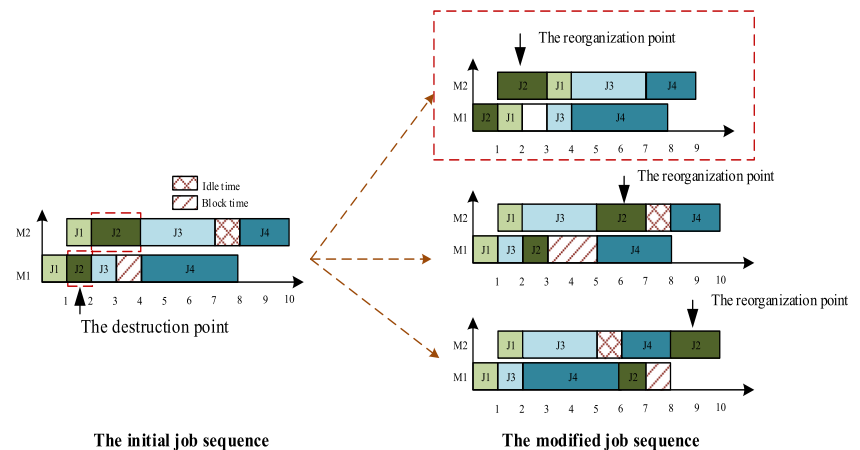 The reorganization point
M2
J2
J1
J3
J4
M1
J2
J1
J3
J4
1 2 3 4 5 6 7 8 9
Idle time
Block time
M2
J1
J2
J3
J4
M1
J1
J2
J3
J4
1 2 3 4 5 6 7 8 9 10
The destruction point
The reorganization point
M2
J1
J3
J2
J4
M1
J1
J3
J2
J4
1 2 3 4 5 6 7 8 9 10
The reorganization point
M2
J1
J3
J4
J2
M1
J1
J3
J4
J2
1 2 3 4 5 6 7 8 9 10
The initial job sequence
The modified job sequence